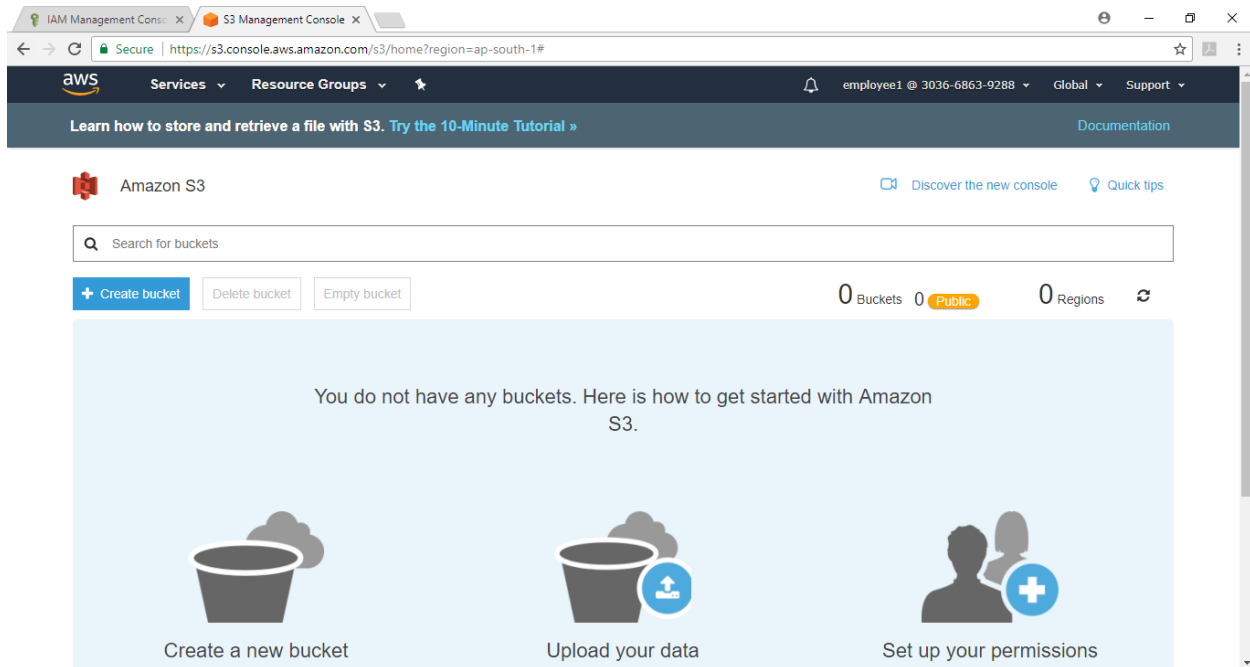 IAM Management Consc
S3 Management Console
Secure | https://s3.console.aws.amazon.com/s3/home?region=ap-south-1#
aws Services Resource Groups employee1 @ 3036-6863-9288 Global Support
Learn how to store and retrieve a file with S3. Try the 10-Minute Tutorial » Documentation
Amazon S3 Discover the new console Quick tips
Search for buckets
+ Create bucket Delete bucket Empty bucket 0 Buckets 0 Public 0 Regions
You do not have any buckets. Here is how to get started with Amazon
S3.
Create a new bucket Upload your data Set up your permissions